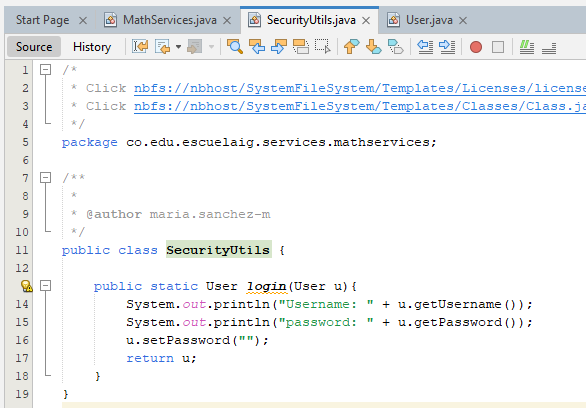 Start Page MathServices.java SecurityUtils.java User.java
Source History
1 /*
2 * Click nbfs://nbhost/SystemFileSystem/Templates/Licenses/license
3 * Click nbfs://nbhost/SystemFileSystem/Templates/Classes/Class.ja
4 */
5 package co.edu.escuelaig.services.mathservices;
6
7 /**
8 *
9 * @author maria.sanchez-m
10 */
11 public class SecurityUtils {
12
public static User login(User u){
14 System.out.println("Username: " + u.getUsername());
15 System.out.println("password: " + u.getPassword());
16 u.setPassword("");
17 return u;
18 }
19 }